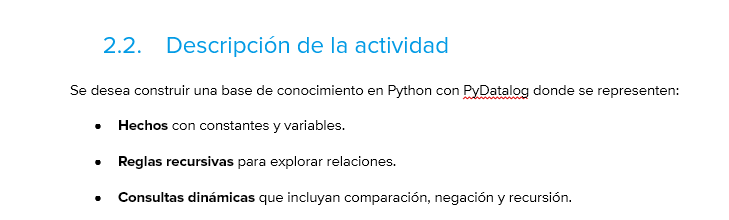 2.2. Descripción de la actividad
Se desea construir una base de conocimiento en Python con PyDatalog donde se representen:
• Hechos con constantes y variables.
• Reglas recursivas para explorar relaciones.
• Consultas dinámicas que incluyan comparación, negación y recursión.